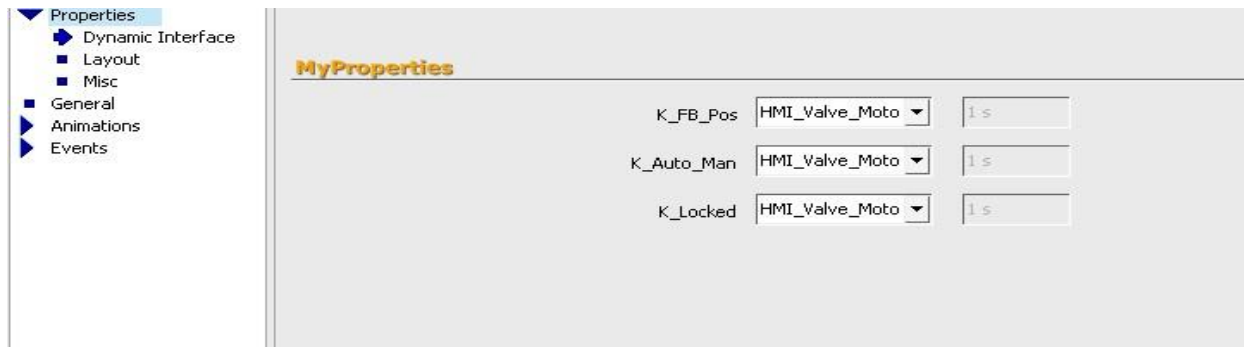 Properties
Dynamic Interface
Layout
Misc
General
Animations
Events
MyProperties
K_FB_Pos HMI_Valve_Moto 1 s
K_Auto_Man HMI_Valve_Moto 1 s
K_Locked HMI_Valve_Moto 1 s